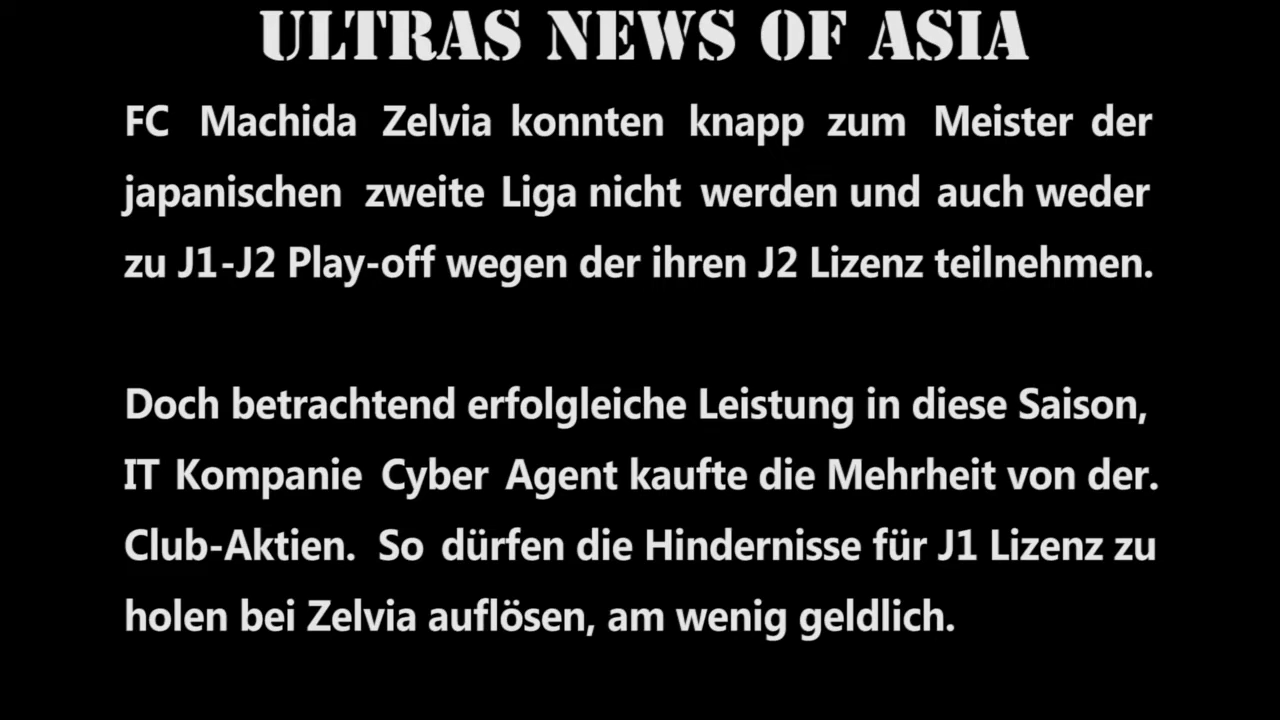 ULTRAS NEWS OF ASIA
FC Machida Zelvia konnten knapp zum Meister der
japanischen zweite Liga nicht werden und auch weder
zu J1-J2 Play-off wegen der ihren J2 Lizenz teilnehmen.
Doch betrachtend erfolgleiche Leistung in diese Saison,
IT Kompanie Cyber Agent kaufte die Mehrheit von der.
Club-Aktien. So dürfen die Hindernisse für J1 Lizenz zu
holen bei Zelvia auflösen, am wenig geldlich.